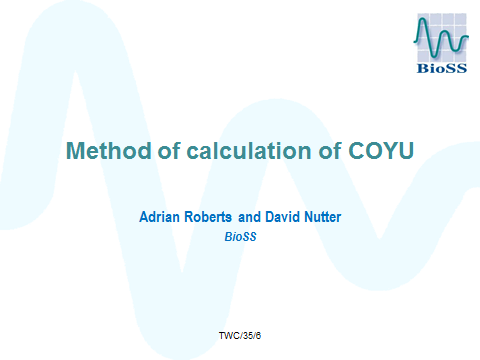 BioSS
Method of calculation of COYU
Adrian Roberts and David Nutter
BioSS
TWC/35/6